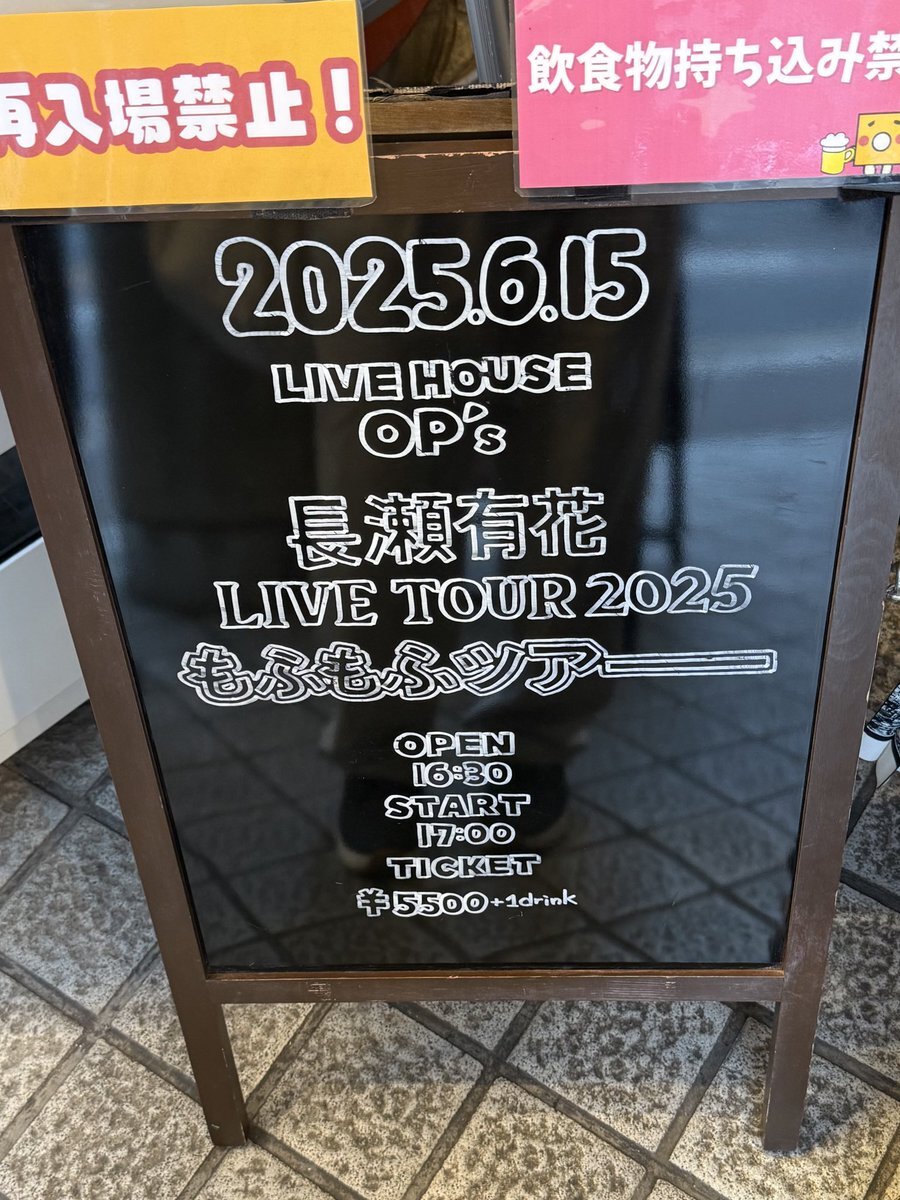 再入場禁止！
飲食物持ち込み禁
2025.6.15
LIVE HOUSE
OP's
長瀬有花
LIVE TOUR 2025
もふもふツアー
OPEN
16:30
START
17:00
TICKET
¥5500+1drink